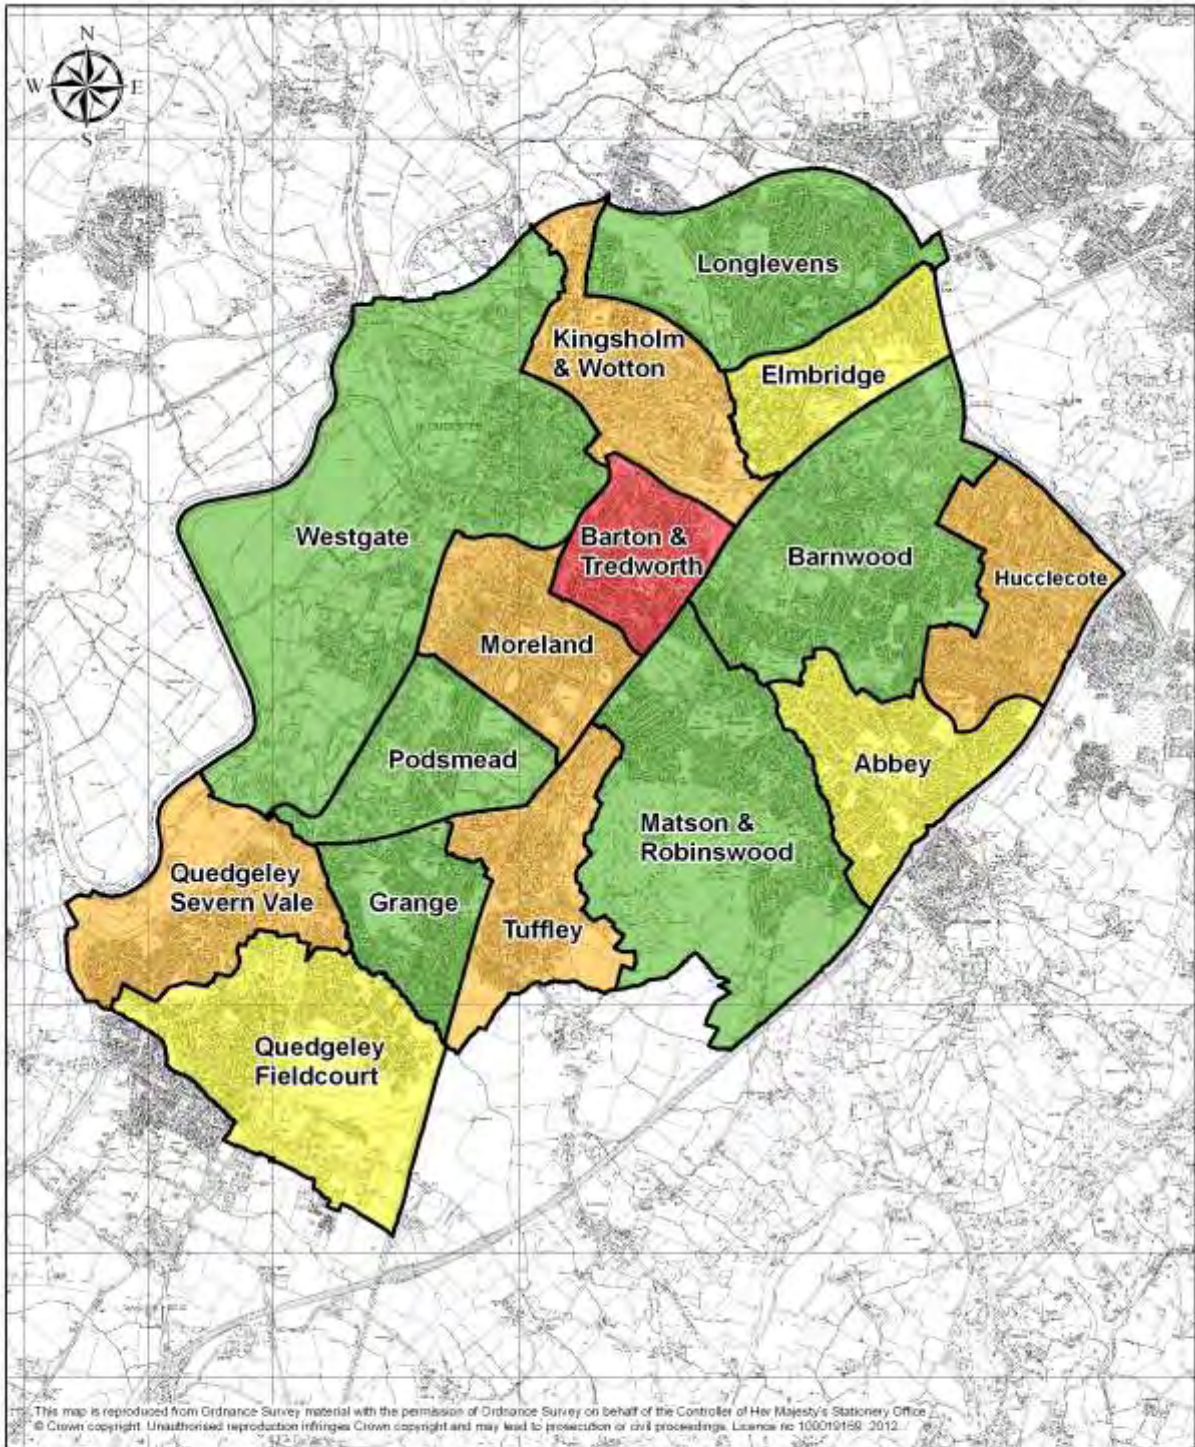 N
W E
S
Longlevens
Kingsholm
& Wotton
Elmbridge
Westgate
Barton &
Tredworth
Barnwood
Hucclecote
Moreland
Podsmead
Abbey
Matson &
Robinswood
Quedgeley
Severn Vale
Grange
Tuffley
Quedgeley
Fieldcourt
This map is reproduced from Ordnance Survey material with the permission of Ordnance Survey on behalf of the Controller of Her Majesty's Stationery Office
© Crown copyright. Unauthorised reproduction infringes Crown copyright and may lead to prosecution or civil proceedings. Licence no 100019169 2012